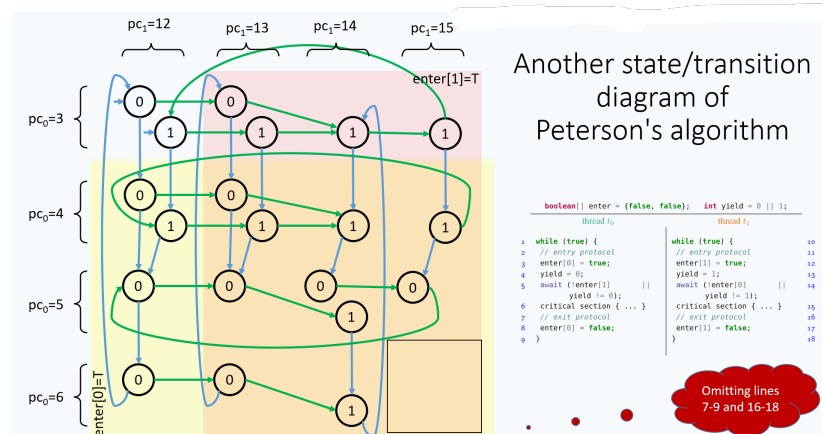 pc1=12
pc1=13
pc1=14
pc1=15
enter[1]=T
pc0=3
0
0
1
1
1
1
pc0=4
0
0
1
1
1
1
pc0=5
0
0
0
0
1
pc0=6
0
0
1
enter[0]=T
Another state/transition
diagram of
Peterson's algorithm
boolean[] enter = {false, false}; int yield = 0 || 1;
thread t0
thread t1
1 while (true) {
2 // entry protocol
3 enter[0] = true;
4 yield = 0;
5 await (!enter[1] ||
yield != 0);
6 critical section { ... }
7 // exit protocol
8 enter[0] = false;
9 }
while (true) { 10
// entry protocol 11
enter[1] = true; 12
yield = 1; 13
await (!enter[0] || 14
yield != 1);
critical section { ... } 15
// exit protocol 16
enter[1] = false; 17
} 18
Omitting lines
7-9 and 16-18